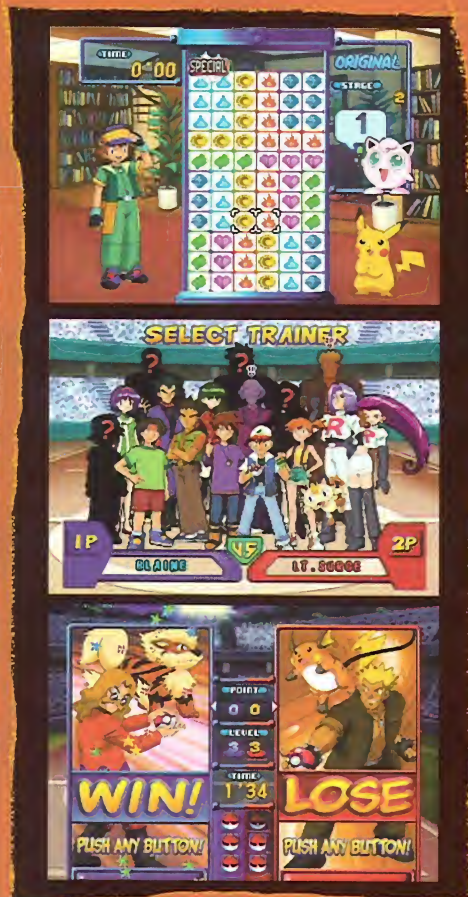 TIME
0"00
SPECIAL
ORIGINAL
STAGE
2
1
SELECT TRAINER
?
?
?
?
R
R
1P
VS
2P
BLAINE
LT. SURGE
POINT
0 0
LEVEL
3 3
TIME
1'34
WIN!
LOSE
PUSH ANY BUTTON!
PUSH ANY BUTTON!